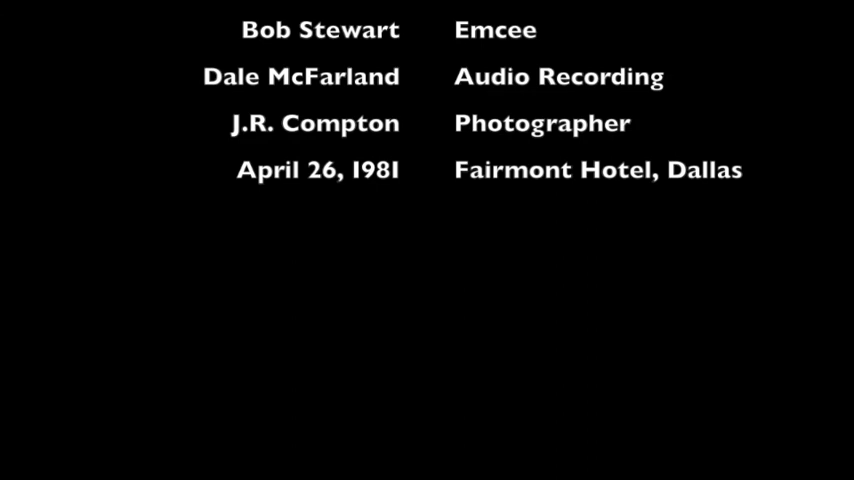 Bob Stewart Emcee
Dale McFarland Audio Recording
J.R. Compton Photographer
April 26, 1981 Fairmont Hotel, Dallas